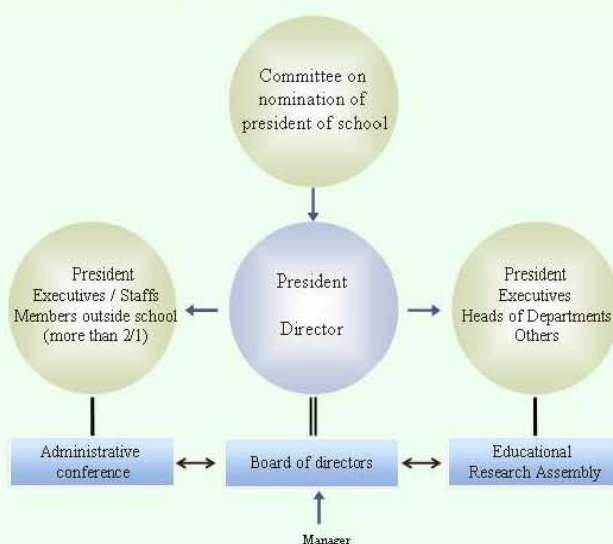 Committee on
nomination of
president of school
President
Executives / Staffs
Members outside school
(more than 2/1)
President
Director
President
Executives
Heads of Departments
Others
Administrative
conference
Board of directors
Educational
Research Assembly
Manager